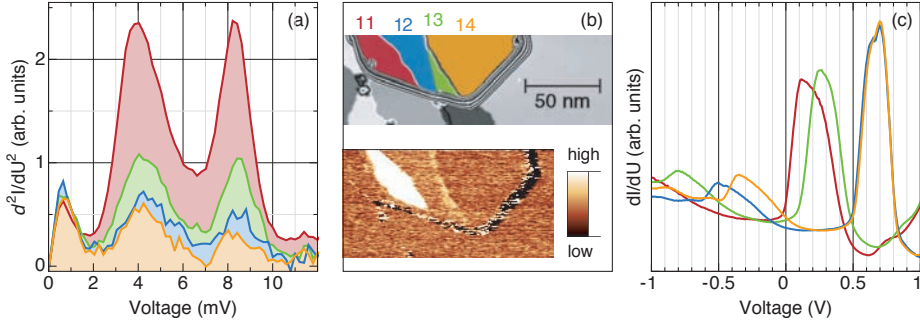 (a)
d²I/dU² (arb. units)
2
1
0
0 2 4 6 8 10
Voltage (mV)
(b)
11 12 13 14
50 nm
high
low
(c)
dI/dU (arb. units)
-1 -0.5 0 0.5 1
Voltage (V)